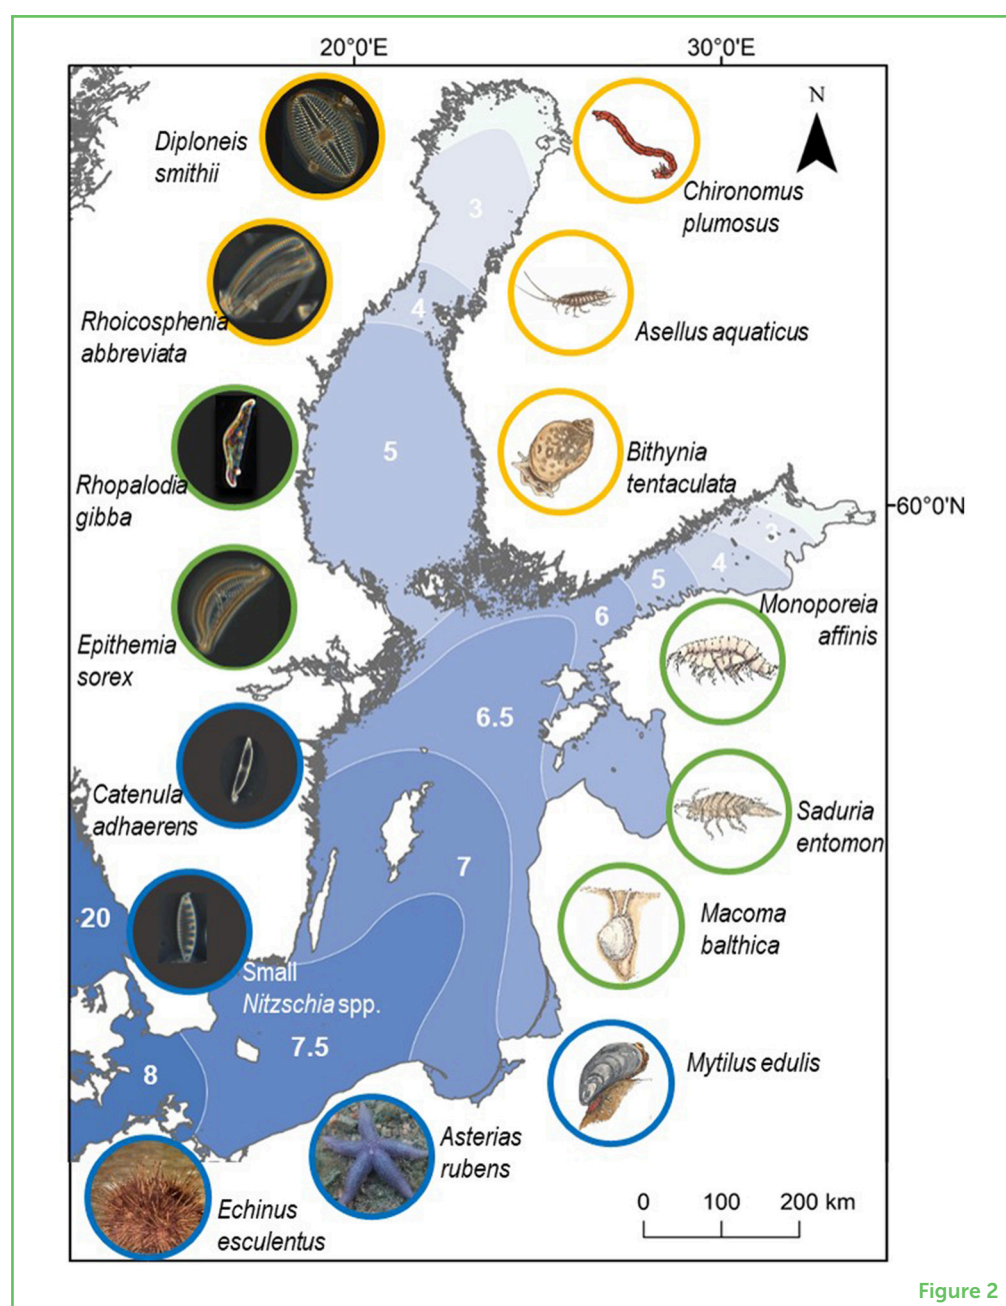 20°0'E
30°0'E
N
Diploneis
smithii
Chironomus
plumosus
3
Rhoicosphenia
abbreviata
4
Asellus aquaticus
Rhopalodia
gibba
5
Bithynia
tentaculata
60°0'N
3
4
5
6
Epithemia
sorex
Monoporeia
affinis
6.5
Catenula
adhaerens
Saduria
entomon
7
20
Macoma
balthica
Small
Nitzschia spp.
7.5
8
Mytilus edulis
Asterias
rubens
Echinus
esculentus
0 100 200 km
Figure 2